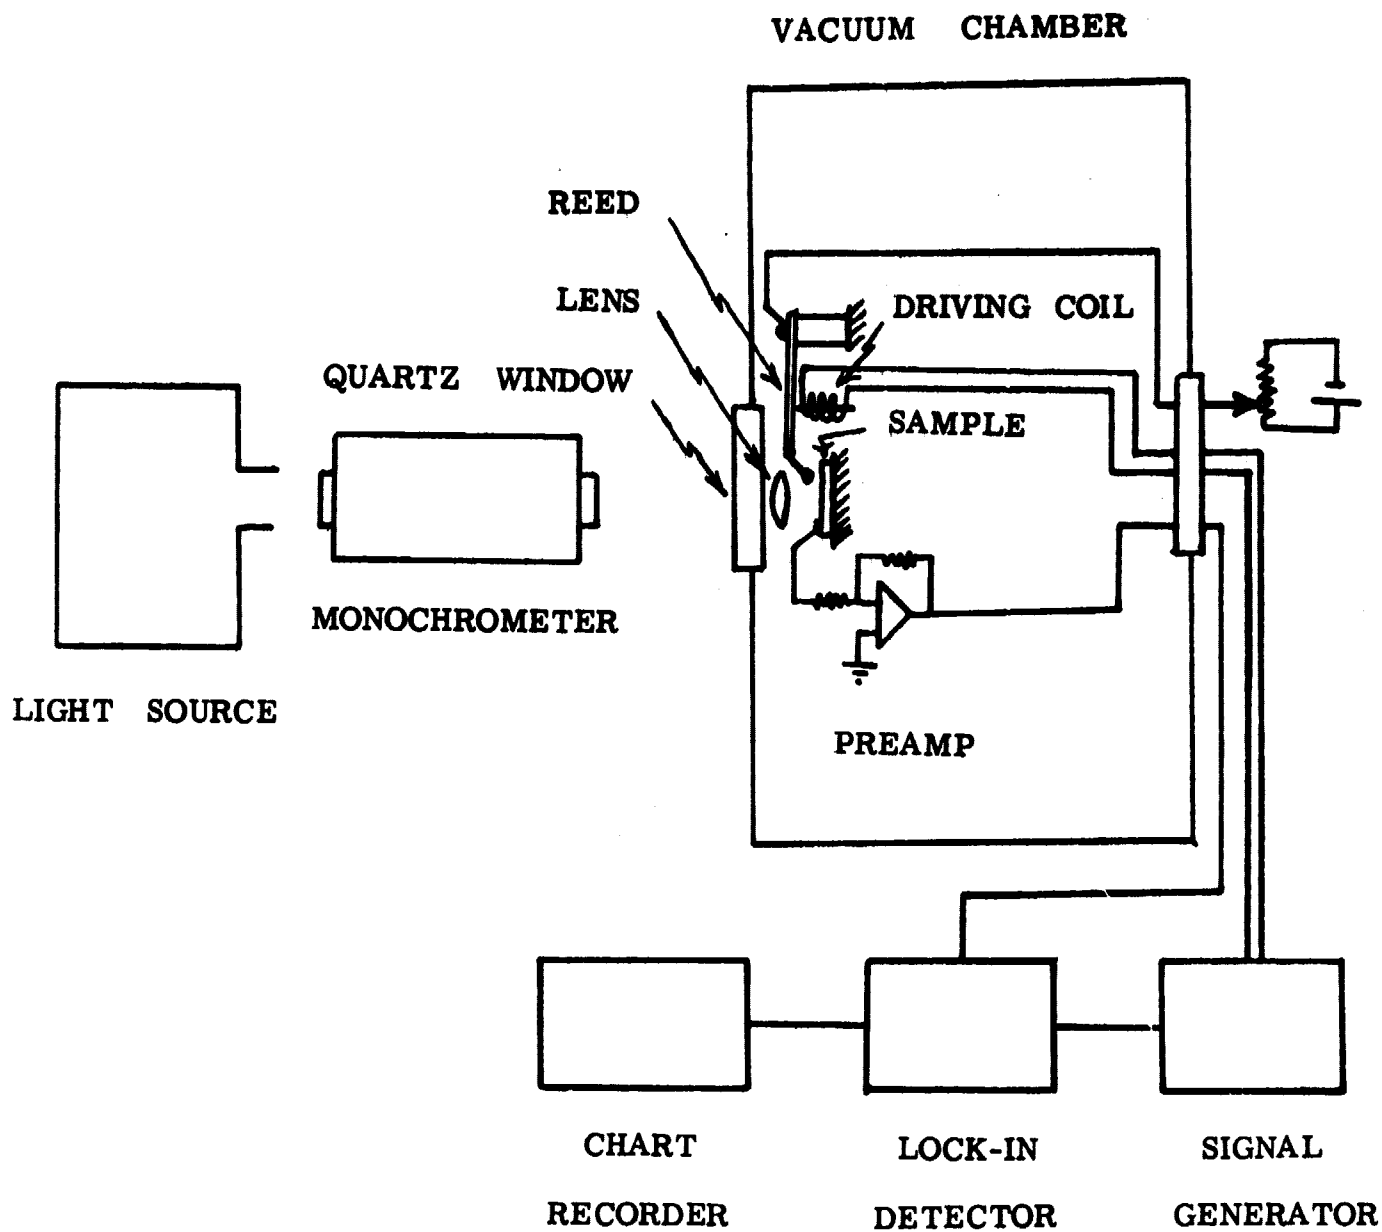 VACUUM CHAMBER
REED
LENS
DRIVING COIL
QUARTZ WINDOW
SAMPLE
MONOCHROMETER
LIGHT SOURCE
PREAMP
CHART
RECORDER
LOCK-IN
DETECTOR
SIGNAL
GENERATOR